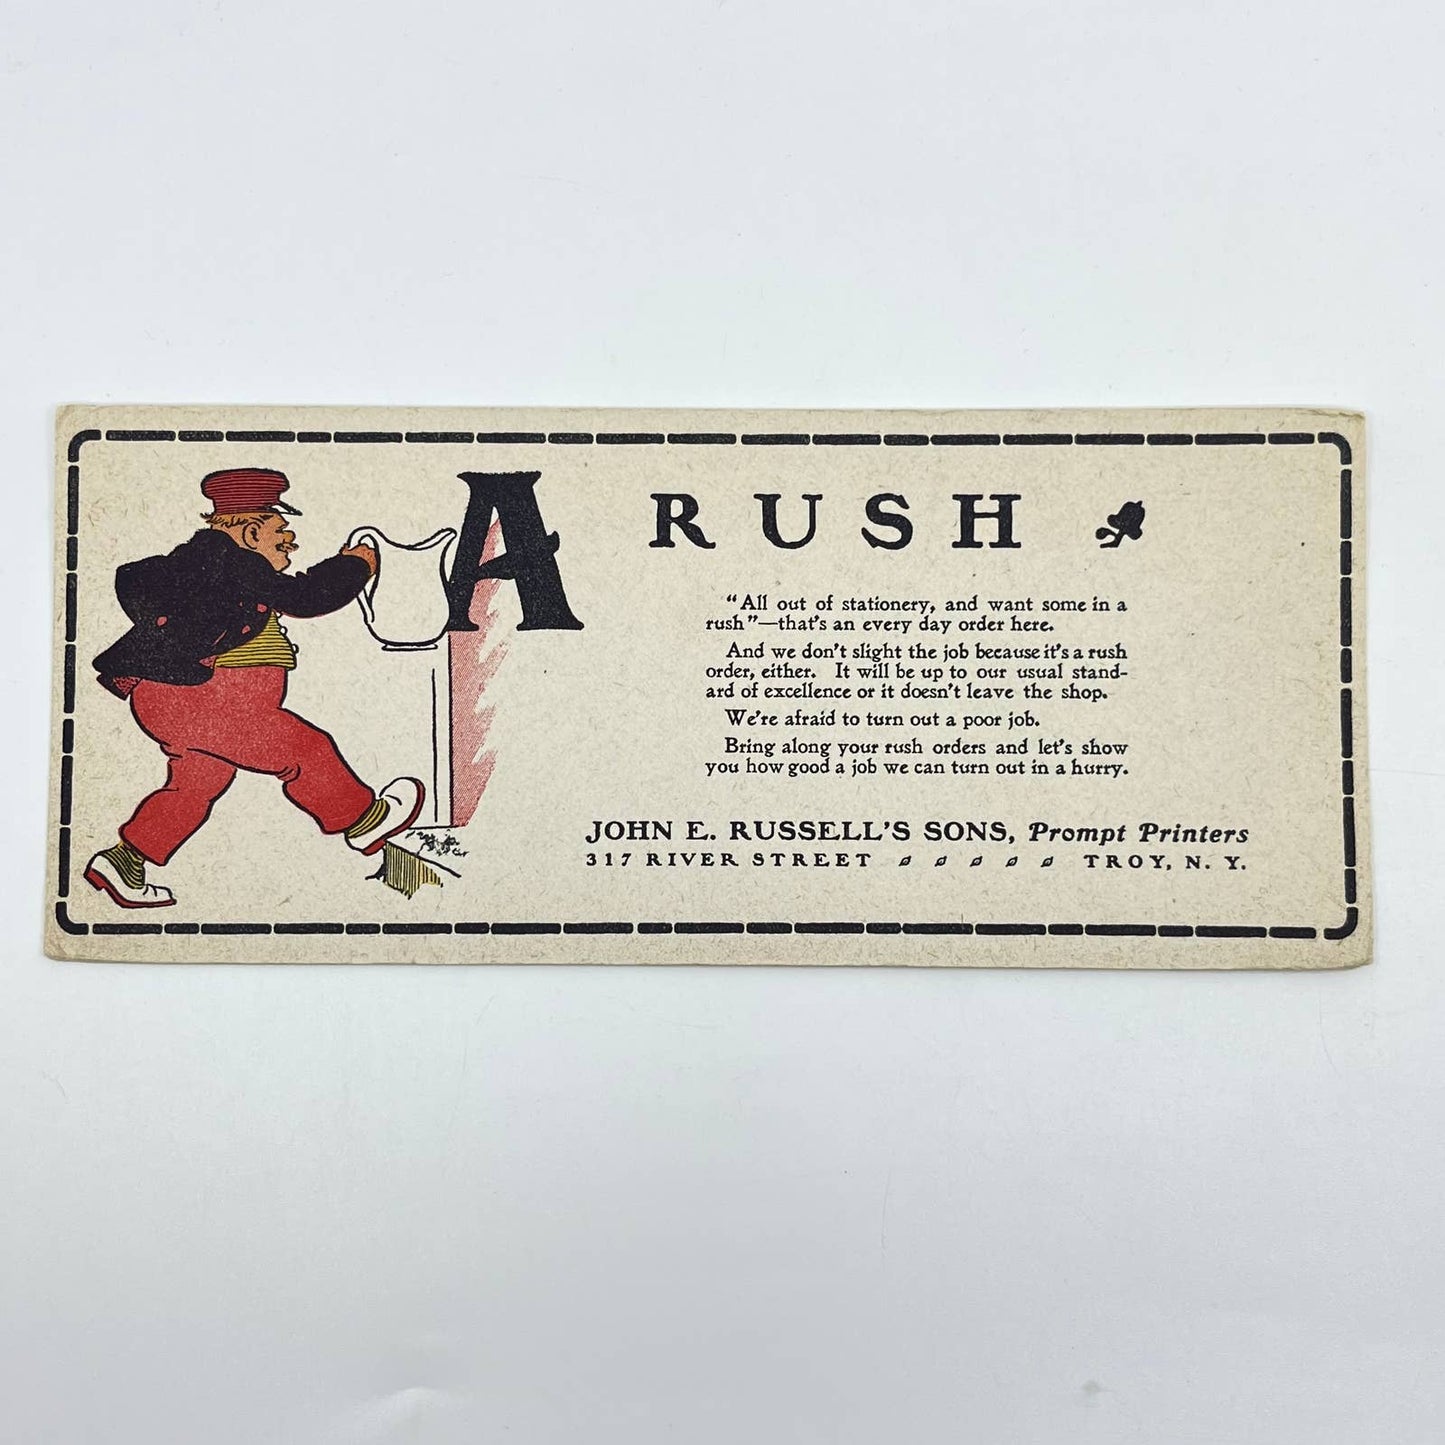 A RUSH
"All out of stationery, and want some in a
rush"—that's an every day order here.
And we don't slight the job because it's a rush
order, either. It will be up to our usual stand-
ard of excellence or it doesn't leave the shop.
We're afraid to turn out a poor job.
Bring along your rush orders and let's show
you how good a job we can turn out in a hurry.
JOHN E. RUSSELL'S SONS, Prompt Printers
317 RIVER STREET TROY, N. Y.